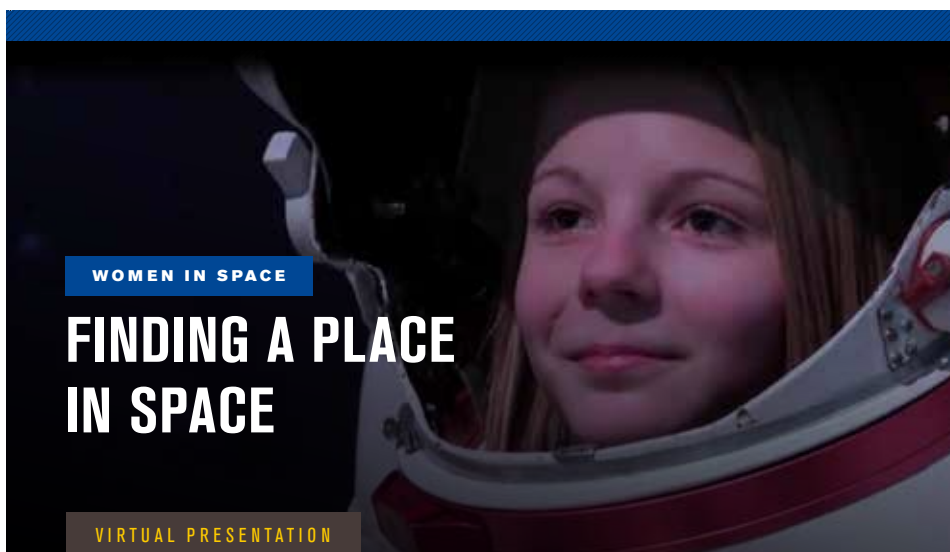 WOMEN IN SPACE
FINDING A PLACE
IN SPACE
VIRTUAL PRESENTATION